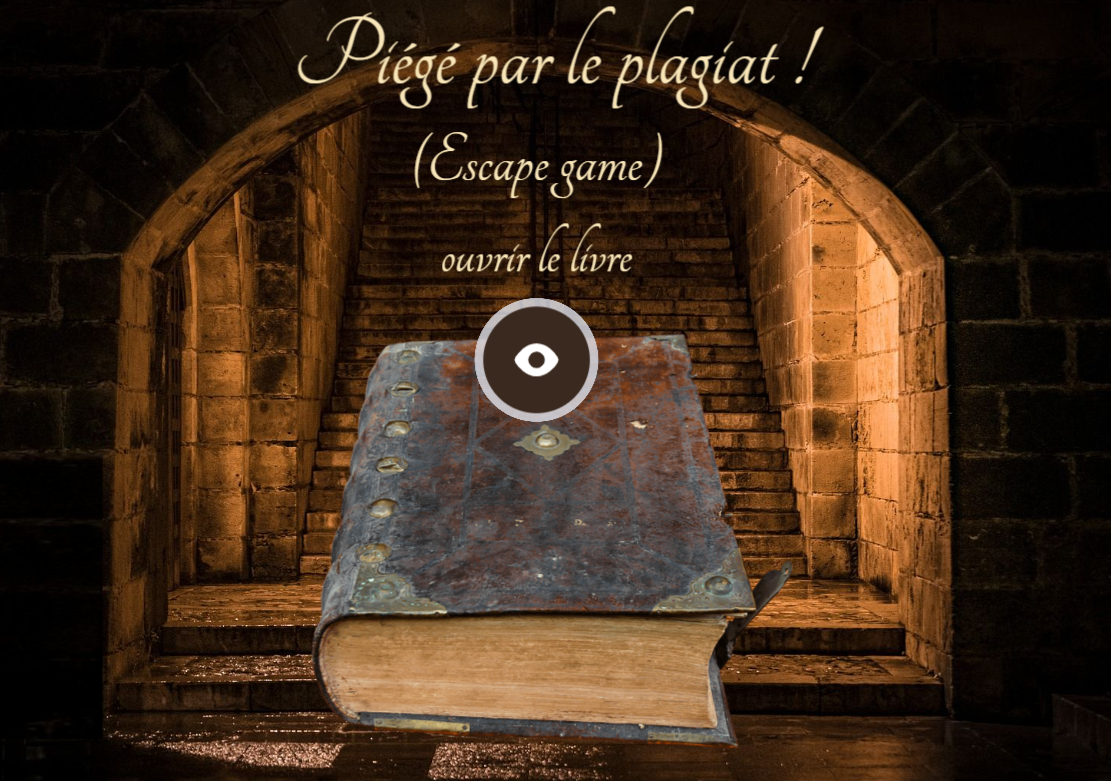 Piégé par le plagiat !
(Escape game)
ouvrir le livre